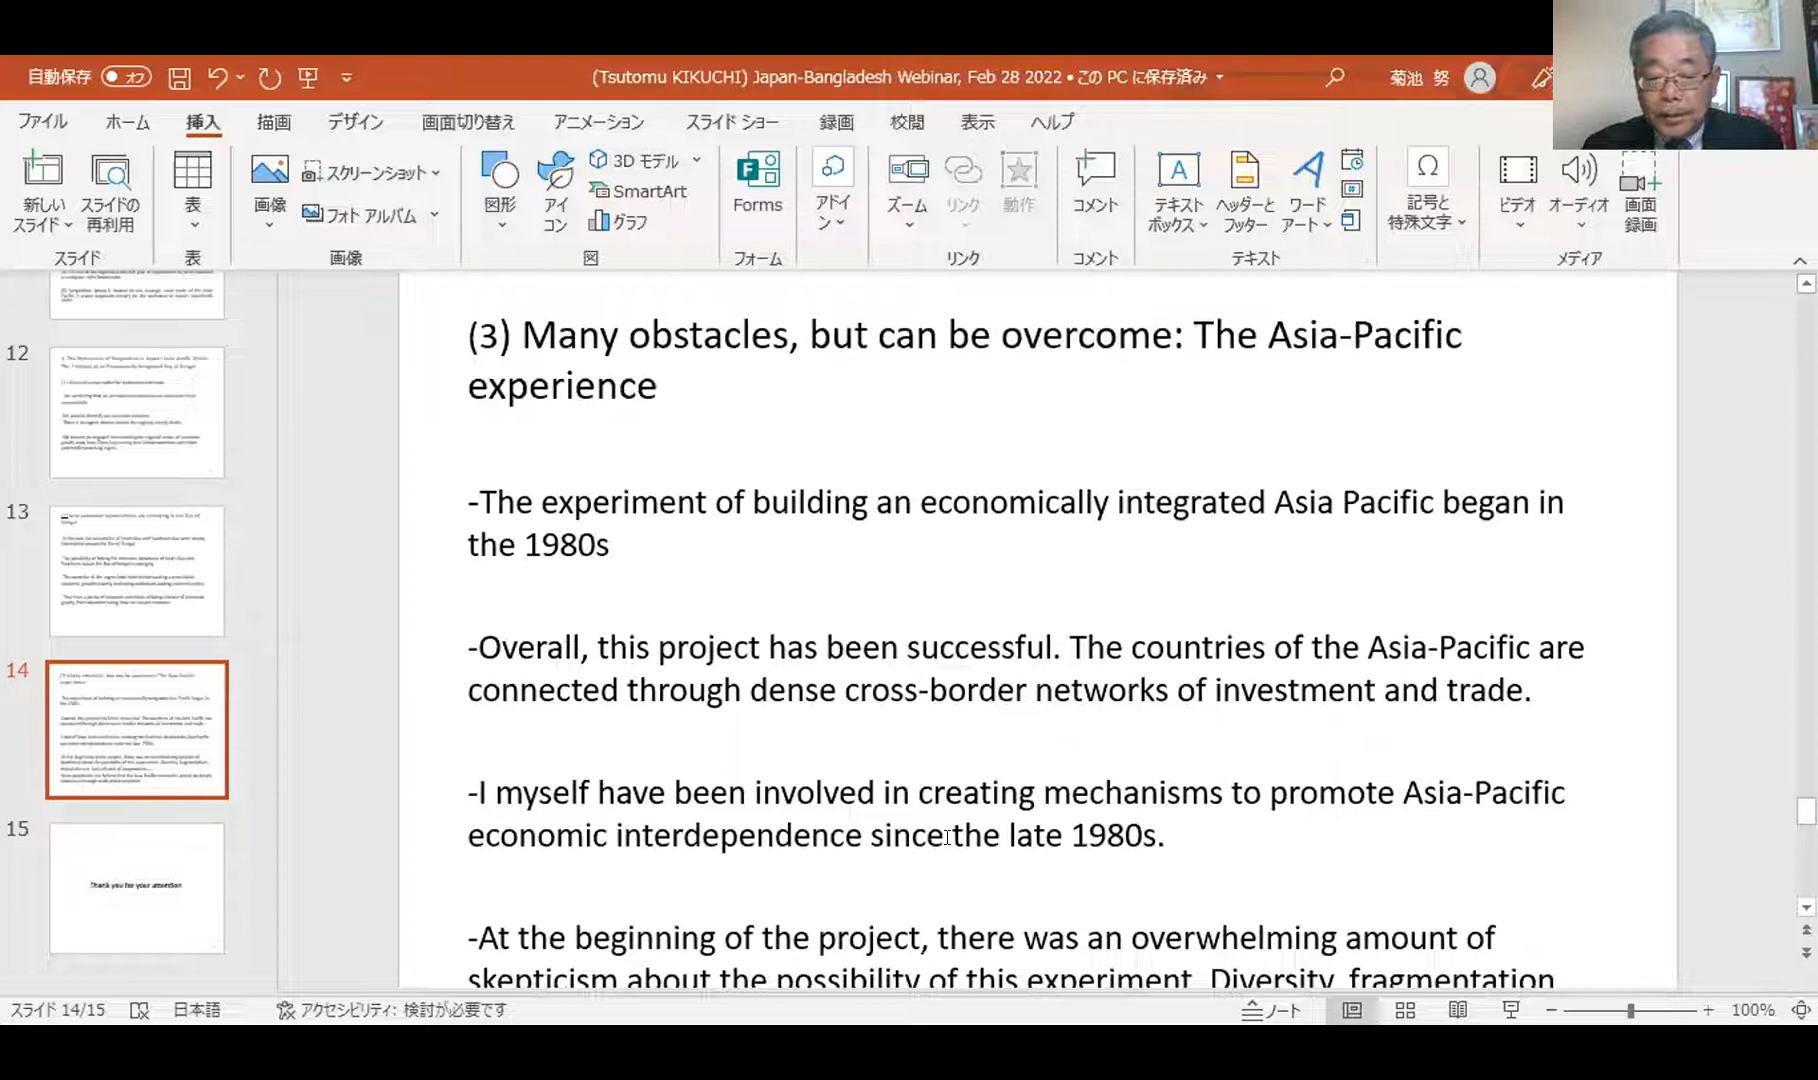 自動保存 オフ (Tsutomu KIKUCHI) Japan-Bangladesh Webinar, Feb 28 2022 • この PC に保存済み 菊池 努
ファイル ホーム 挿入 描画 デザイン 画面切り替え アニメーション スライド ショー 録画 校閲 表示 ヘルプ
新しい スライド
スライドの 再利用
スライド
表
表
画像
スクリーンショット
フォト アルバム
画像
図形
アイコン
3D モデル
SmartArt
グラフ
図
Forms
フォーム
アドイン
ズーム
リンク
動作
リンク
コメント
コメント
テキスト ボックス
ヘッダーと フッター
ワード アート
テキスト
記号と 特殊文字
ビデオ
オーディオ
画面 録画
メディア
12
13
14
15
Thank you for your attention
(3) Many obstacles, but can be overcome: The Asia-Pacific
experience
-The experiment of building an economically integrated Asia Pacific began in
the 1980s
-Overall, this project has been successful. The countries of the Asia-Pacific are
connected through dense cross-border networks of investment and trade.
-I myself have been involved in creating mechanisms to promote Asia-Pacific
economic interdependence since the late 1980s.
-At the beginning of the project, there was an overwhelming amount of
skepticism about the possibility of this experiment. Diversity, fragmentation
スライド 14/15 日本語 アクセシビリティ: 検討が必要です ノート 100%